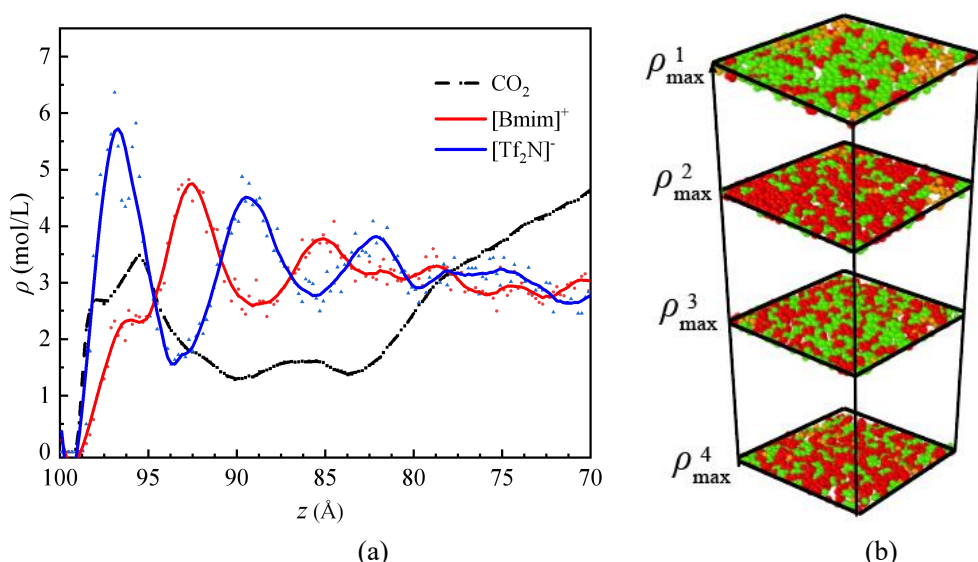 7
6
5
4
3
2
1
0
ρ (mol/L)
CO₂
[Bmim]⁺
[Tf₂N]⁻
100 95 90 85 80 75 70
z (Å)
(a)
ρ¹max
ρ²max
ρ³max
ρ⁴max
(b)